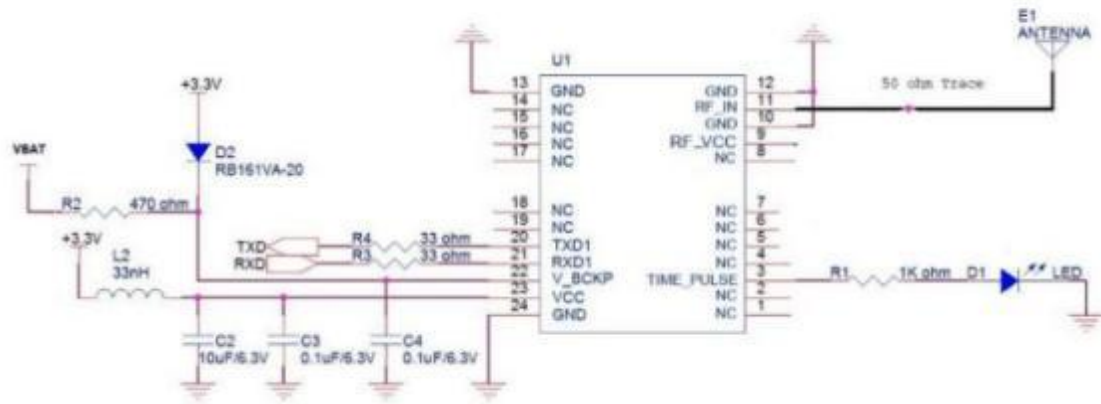 E1
ANTENNA
U1
50 ohm Trace
+3.3V
VBAT
D2
RB161VA-20
R2 470 ohm
+3.3V
L2
33nH
TXD R4 33 ohm
RXD R3 33 ohm
13 GND
14 NC
15 NC
16 NC
17 NC
18 NC
19 NC
20 TXD1
21 RXD1
22 V_BCKP
23 VCC
24 GND
GND 12
RF_IN 11
GND 10
RF_VCC 9
NC 8
NC 7
NC 6
NC 5
NC 4
TIME_PULSE 3
NC 2
NC 1
R1 1K ohm D1 LED
C2
10uF/6.3V
C3
0.1uF/6.3V
C4
0.1uF/6.3V